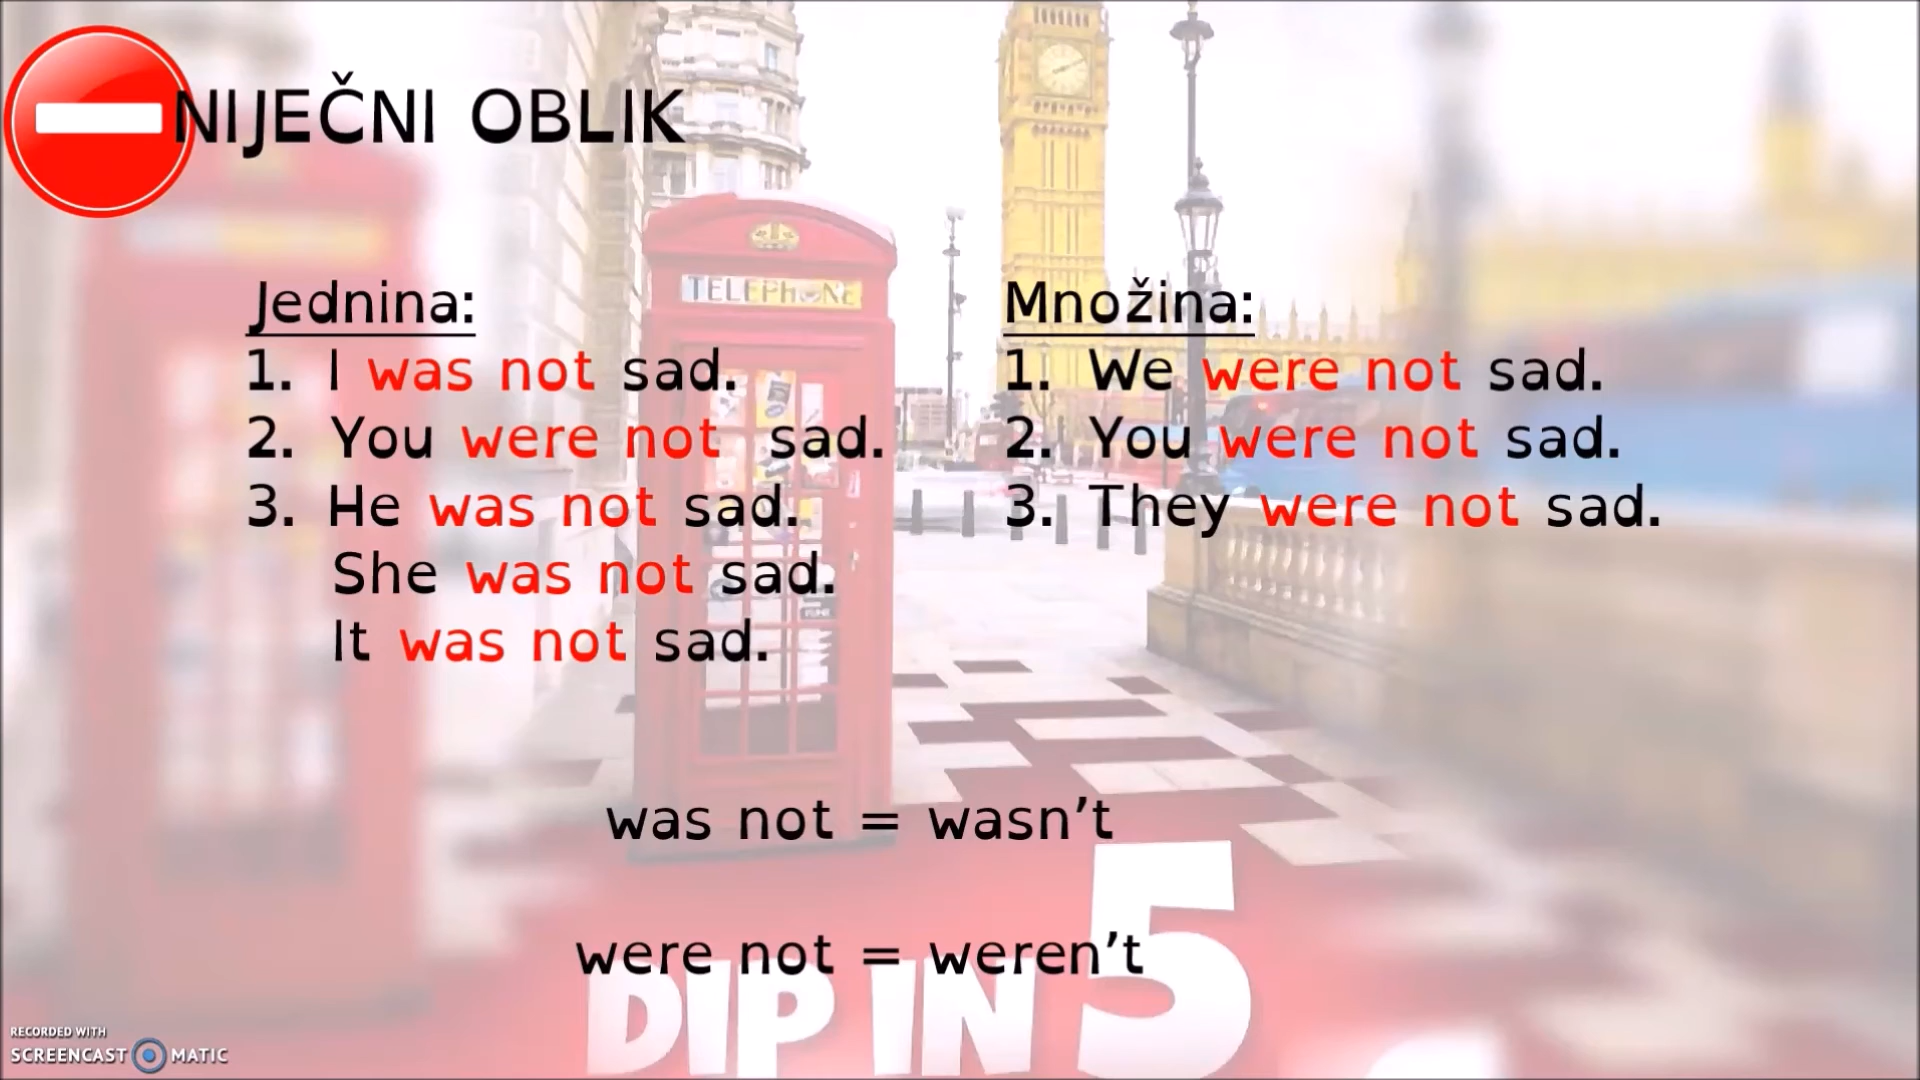 NIJEČNI OBLIK
Jednina:
1. I was not sad.
2. You were not sad.
3. He was not sad.
She was not sad.
It was not sad.
Množina:
1. We were not sad.
2. You were not sad.
3. They were not sad.
TELEPHONE
was not = wasn’t
were not = weren’t
DIP IN 5
RECORDED WITH
SCREENCAST MATIC